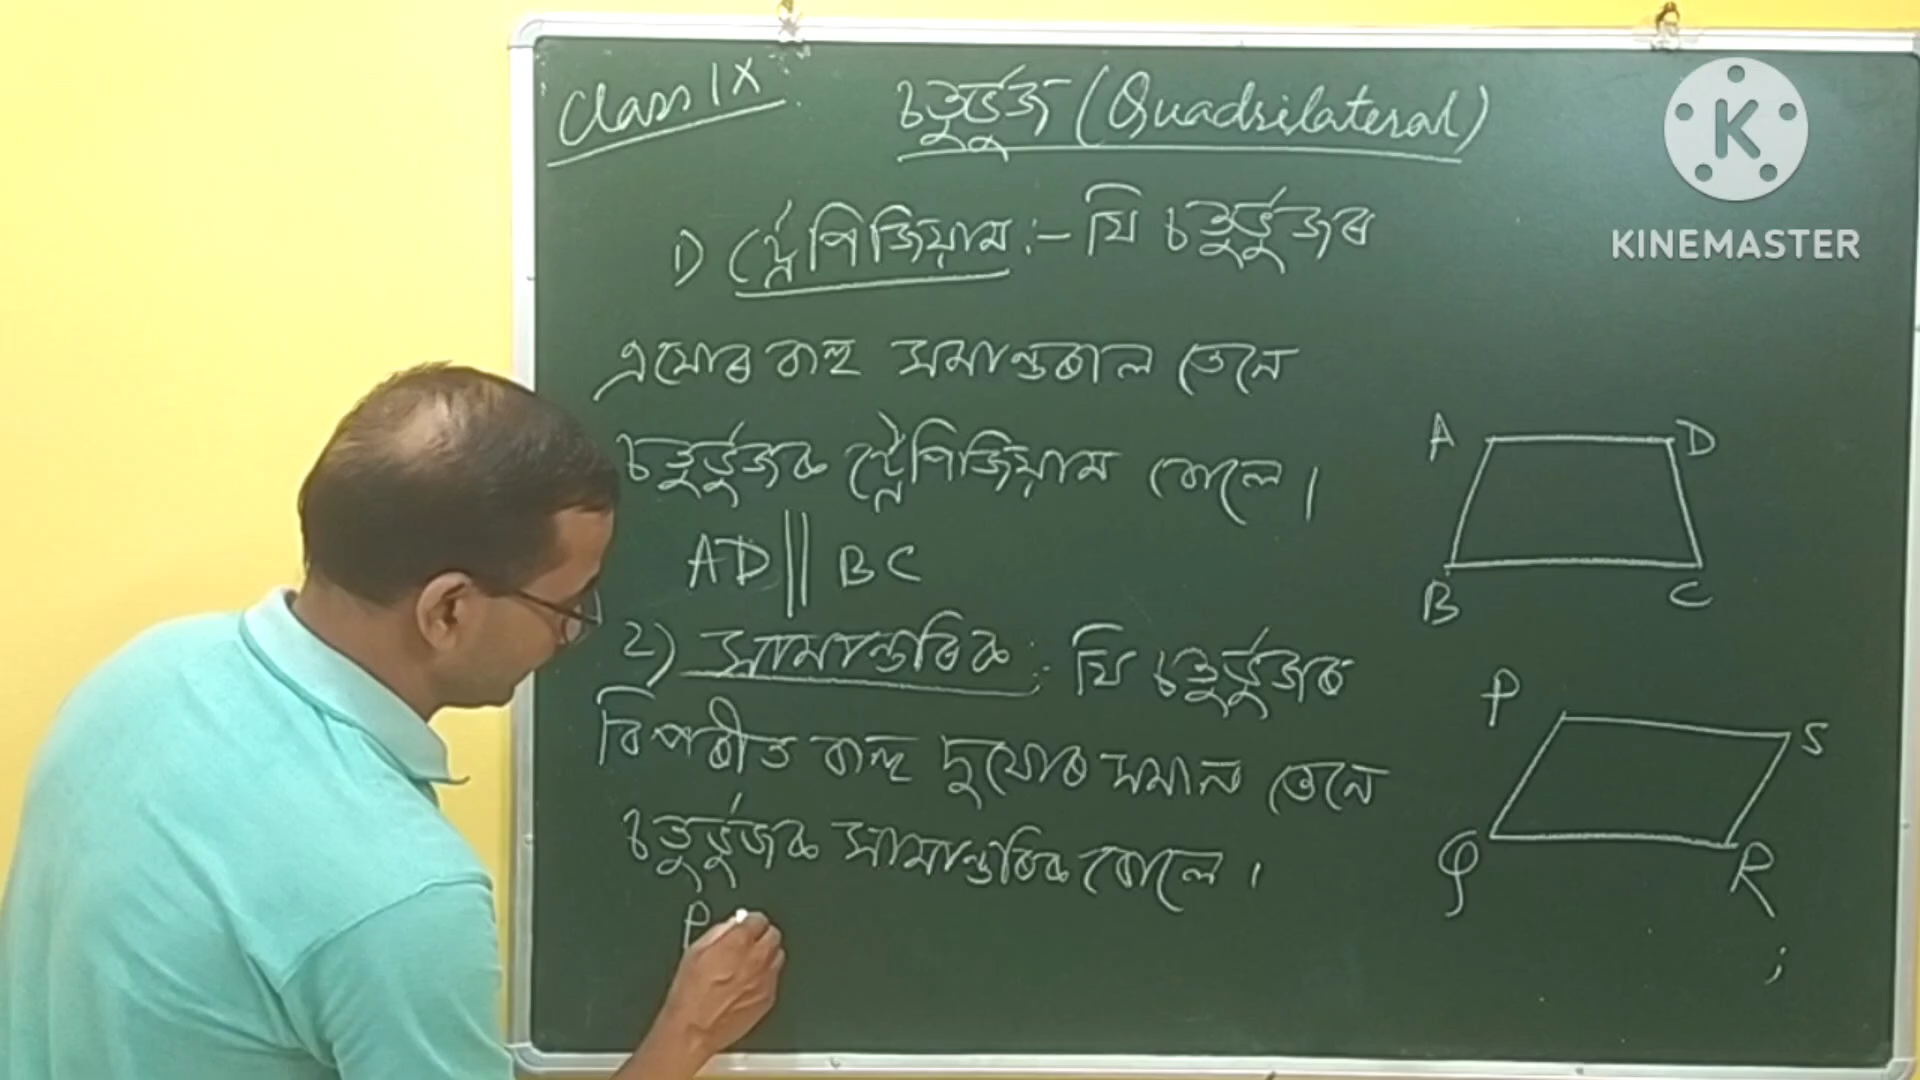 Class IX
চতুৰ্ভুজ (Quadrilateral)
KINEMASTER
1) ট্ৰেপিজিয়াম :- যি চতুৰ্ভুজৰ
এযোৰ বাহু সমান্তৰাল তেনে
চতুৰ্ভুজক ট্ৰেপিজিয়াম বোলে।
AD || BC
A D
B C
2) সামান্তৰিক : যি চতুৰ্ভুজৰ
বিপৰীত বাহু দুযোৰ সমান তেনে
চতুৰ্ভুজক সামান্তৰিক বোলে।
P
P S
Q R